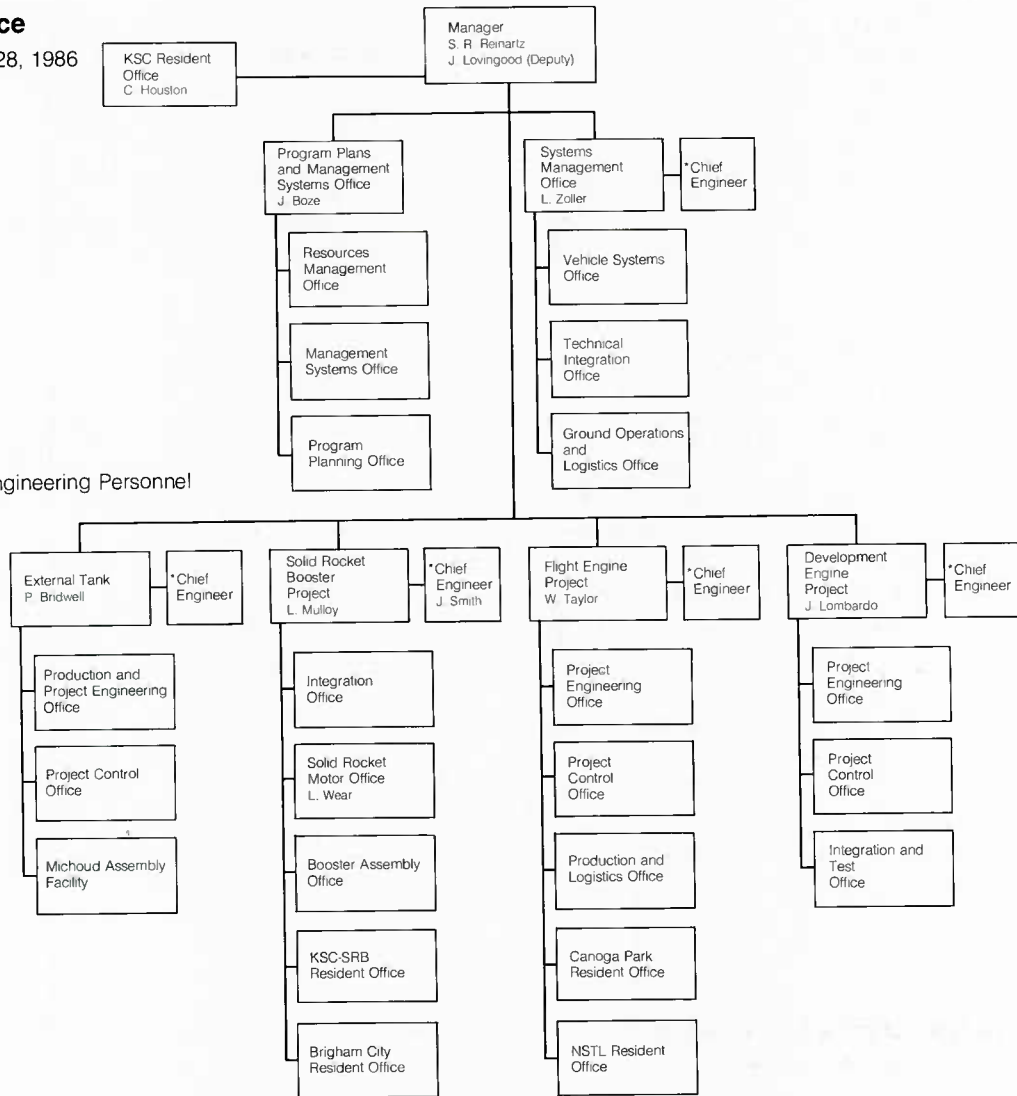 ce
28, 1986
KSC Resident
Office
C Houston
Manager
S. R. Reinartz
J. Lovingood (Deputy)
Program Plans
and Management
Systems Office
J Boze
Systems
Management
Office
L. Zoller
*Chief
Engineer
Resources
Management
Office
Vehicle Systems
Office
Management
Systems Office
Technical
Integration
Office
Program
Planning Office
Ground Operations
and
Logistics Office
ngineering Personnel
External Tank
P. Bridwell
*Chief
Engineer
Solid Rocket
Booster
Project
L. Mulloy
*Chief
Engineer
J. Smith
Flight Engine
Project
W. Taylor
*Chief
Engineer
Development
Engine
Project
J. Lombardo
*Chief
Engineer
Production and
Project Engineering
Office
Integration
Office
Project
Engineering
Office
Project
Engineering
Office
Project Control
Office
Solid Rocket
Motor Office
L. Wear
Project
Control
Office
Project
Control
Office
Michoud Assembly
Facility
Booster Assembly
Office
Production and
Logistics Office
Integration and
Test
Office
KSC-SRB
Resident Office
Canoga Park
Resident Office
Brigham City
Resident Office
NSTL Resident
Office